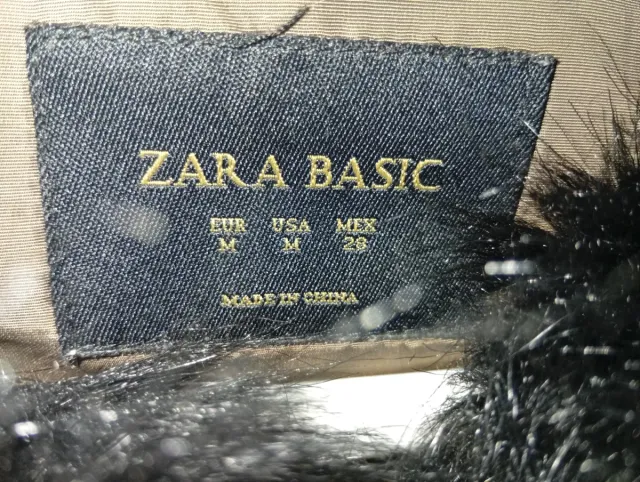 ZARA BASIC
EUR USA MEX
M M 28
MADE IN CHINA